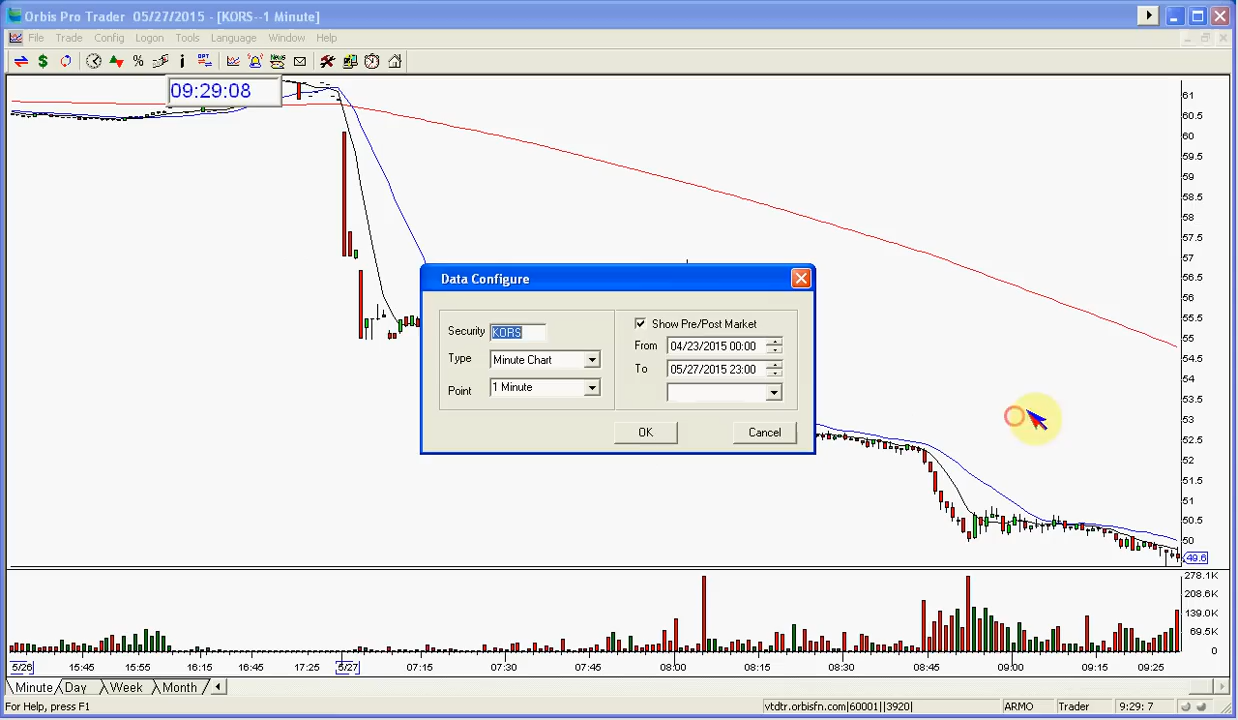 Orbis Pro Trader 05/27/2015 - [KORS--1 Minute]
File Trade Config Logon Tools Language Window Help
09:29:08
61
60.5
60
59.5
59
58.5
58
57.5
57
56.5
56
55.5
55
54.5
54
53.5
53
52.5
52
51.5
51
50.5
50
49.6
Data Configure
Security KORS
Type Minute Chart
Point 1 Minute
Show Pre/Post Market
From 04/23/2015 00:00
To 05/27/2015 23:00
OK Cancel
278.1K
208.6K
139.0K
69.5K
0
5/26 15:45 15:55 16:15 16:45 17:25 5/27 07:15 07:30 07:45 08:00 08:15 08:30 08:45 09:00 09:15 09:25
Minute Day Week Month
For Help, press F1 vtdtr.orbisfn.com|60001||3920| ARMO Trader 9:29: 7